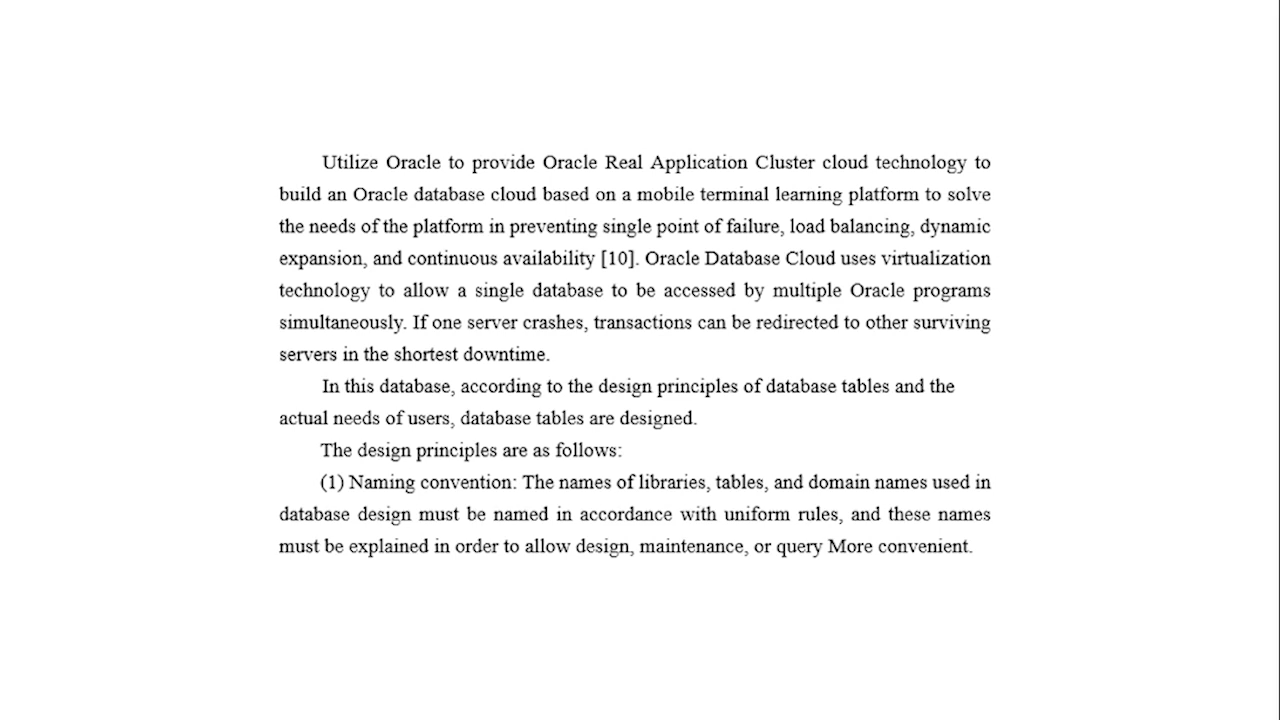 Utilize Oracle to provide Oracle Real Application Cluster cloud technology to
build an Oracle database cloud based on a mobile terminal learning platform to solve
the needs of the platform in preventing single point of failure, load balancing, dynamic
expansion, and continuous availability [10]. Oracle Database Cloud uses virtualization
technology to allow a single database to be accessed by multiple Oracle programs
simultaneously. If one server crashes, transactions can be redirected to other surviving
servers in the shortest downtime.
In this database, according to the design principles of database tables and the
actual needs of users, database tables are designed.
The design principles are as follows:
(1) Naming convention: The names of libraries, tables, and domain names used in
database design must be named in accordance with uniform rules, and these names
must be explained in order to allow design, maintenance, or query More convenient.